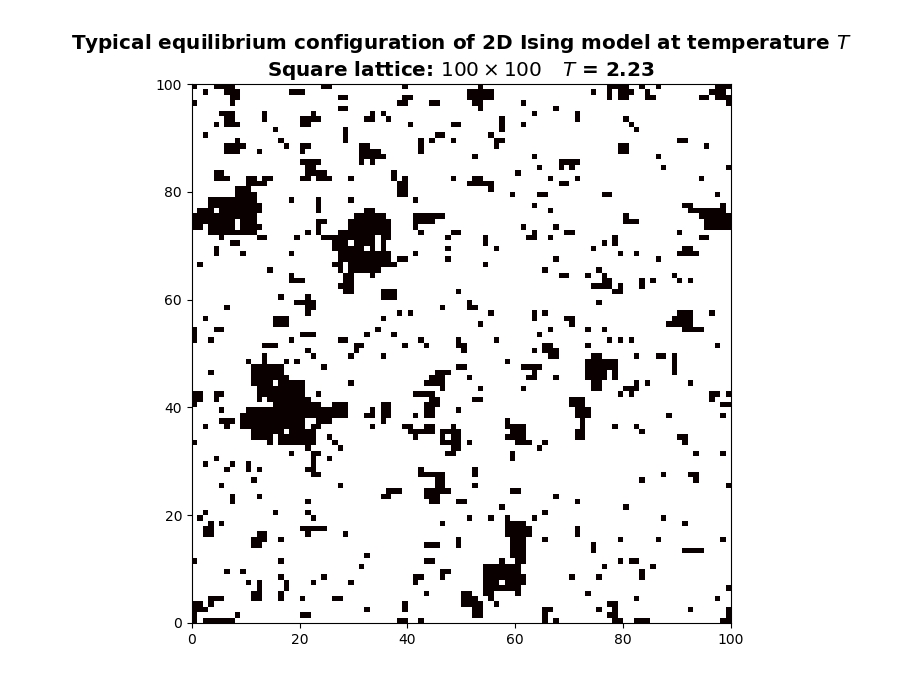 Typical equilibrium configuration of 2D Ising model at temperature T
Square lattice: 100 × 100 T = 2.23
100
80
60
40
20
0
0 20 40 60 80 100